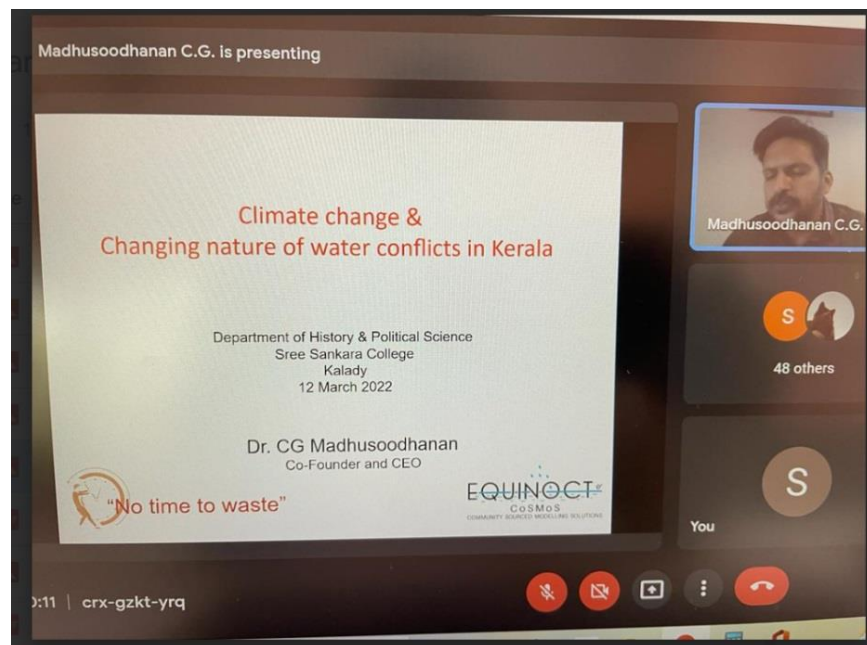 Madhusoodhanan C.G. is presenting
Climate change &
Changing nature of water conflicts in Kerala
Department of History & Political Science
Sree Sankara College
Kalady
12 March 2022
Dr. CG Madhusoodhanan
Co-Founder and CEO
"No time to waste"
EQUINOCT
CoSMoS
COMMUNITY SOURCED MODELLING SOLUTIONS
Madhusoodhanan C.G.
S
48 others
S
You
:11 | crx-gzkt-yrq